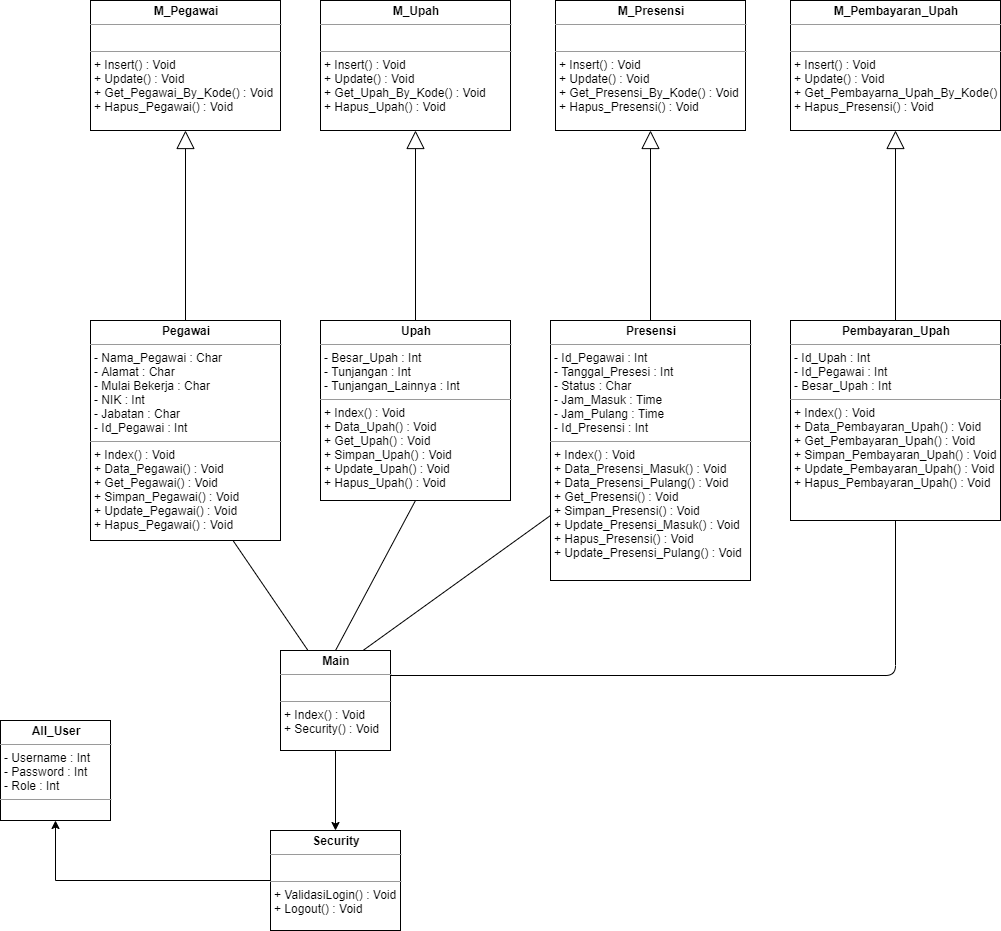 M_Pegawai
+ Insert() : Void
+ Update() : Void
+ Get_Pegawai_By_Kode() : Void
+ Hapus_Pegawai() : Void
M_Upah
+ Insert() : Void
+ Update() : Void
+ Get_Upah_By_Kode() : Void
+ Hapus_Upah() : Void
M_Presensi
+ Insert() : Void
+ Update() : Void
+ Get_Presensi_By_Kode() : Void
+ Hapus_Presensi() : Void
M_Pembayaran_Upah
+ Insert() : Void
+ Update() : Void
+ Get_Pembayarna_Upah_By_Kode()
+ Hapus_Presensi() : Void
Pegawai
- Nama_Pegawai : Char
- Alamat : Char
- Mulai Bekerja : Char
- NIK : Int
- Jabatan : Char
- Id_Pegawai : Int
+ Index() : Void
+ Data_Pegawai() : Void
+ Get_Pegawai() : Void
+ Simpan_Pegawai() : Void
+ Update_Pegawai() : Void
+ Hapus_Pegawai() : Void
Upah
- Besar_Upah : Int
- Tunjangan : Int
- Tunjangan_Lainnya : Int
+ Index() : Void
+ Data_Upah() : Void
+ Get_Upah() : Void
+ Simpan_Upah() : Void
+ Update_Upah() : Void
+ Hapus_Upah() : Void
Presensi
- Id_Pegawai : Int
- Tanggal_Presesi : Int
- Status : Char
- Jam_Masuk : Time
- Jam_Pulang : Time
- Id_Presensi : Int
+ Index() : Void
+ Data_Presensi_Masuk() : Void
+ Data_Presensi_Pulang() : Void
+ Get_Presensi() : Void
+ Simpan_Presensi() : Void
+ Update_Presensi_Masuk() : Void
+ Hapus_Presensi() : Void
+ Update_Presensi_Pulang() : Void
Pembayaran_Upah
- Id_Upah : Int
- Id_Pegawai : Int
- Besar_Upah : Int
+ Index() : Void
+ Data_Pembayaran_Upah() : Void
+ Get_Pembayaran_Upah() : Void
+ Simpan_Pembayaran_Upah() : Void
+ Update_Pembayaran_Upah() : Void
+ Hapus_Pembayaran_Upah() : Void
Main
+ Index() : Void
+ Security() : Void
All_User
- Username : Int
- Password : Int
- Role : Int
Security
+ ValidasiLogin() : Void
+ Logout() : Void